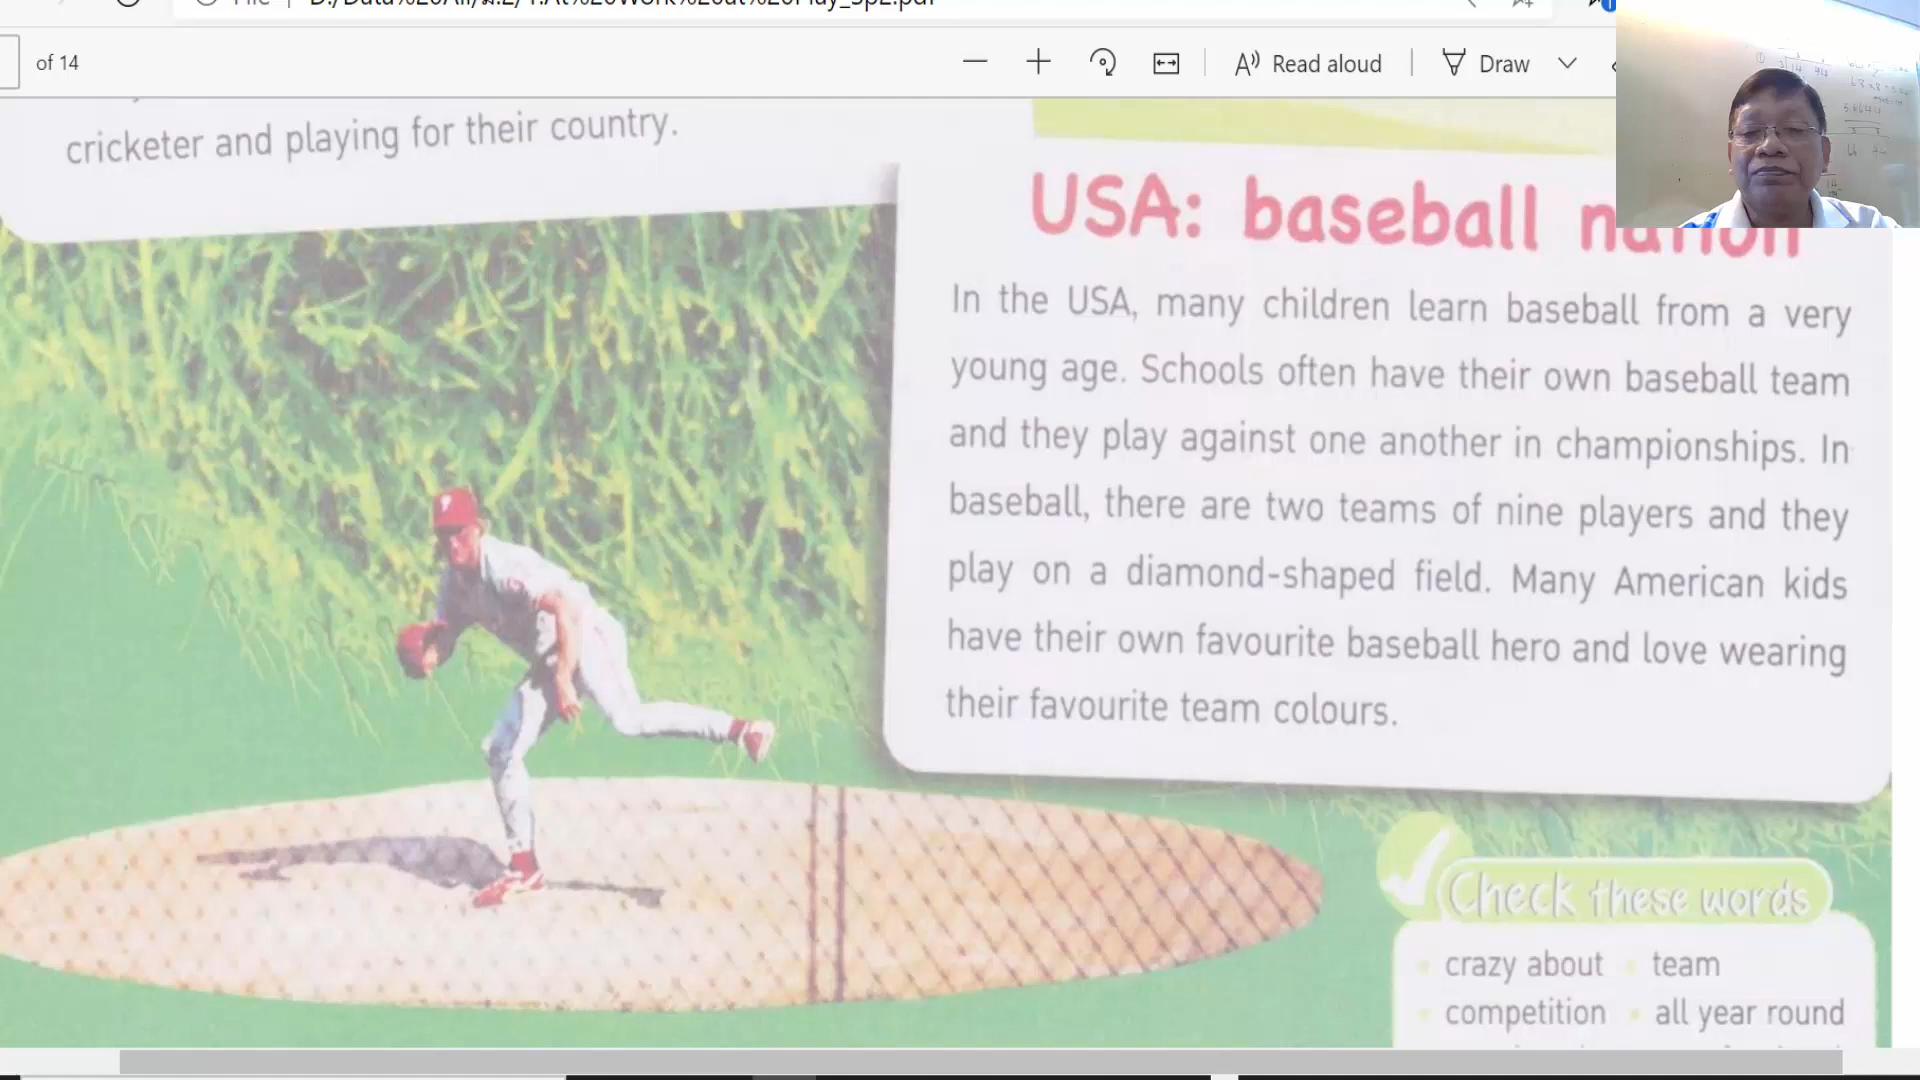 of 14
Read aloud
Draw
cricketer and playing for their country.
USA: baseball nation
In the USA, many children learn baseball from a very
young age. Schools often have their own baseball team
and they play against one another in championships. In
baseball, there are two teams of nine players and they
play on a diamond-shaped field. Many American kids
have their own favourite baseball hero and love wearing
their favourite team colours.
Check these words
crazy about
team
competition
all year round